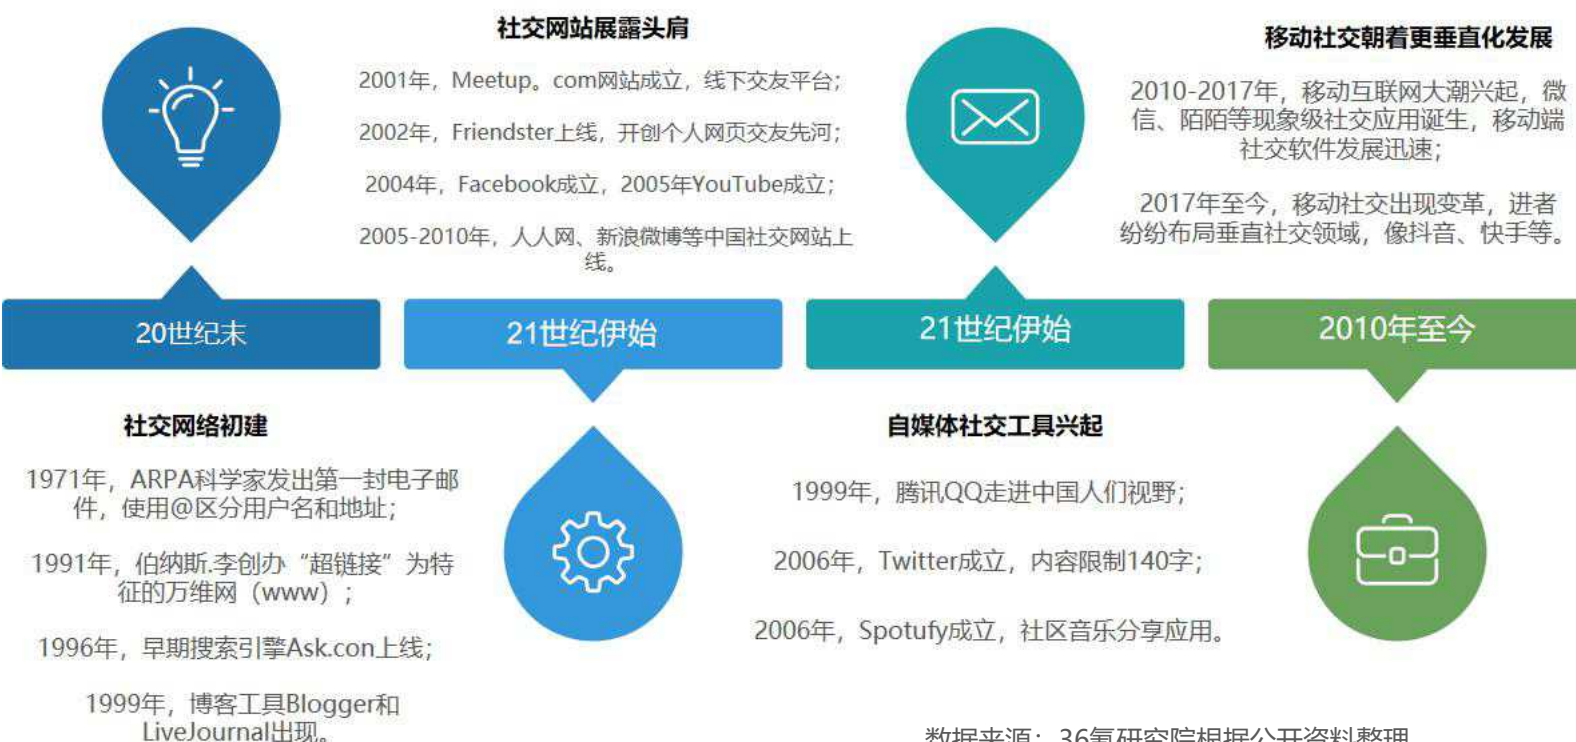 社交网站展露头肩
2001年，Meetup。com网站成立，线下交友平台；
2002年，Friendster上线，开创个人网页交友先河；
2004年，Facebook成立，2005年YouTube成立；
2005-2010年，人人网、新浪微博等中国社交网站上
线。
移动社交朝着更垂直化发展
2010-2017年，移动互联网大潮兴起，微
信、陌陌等现象级社交应用诞生，移动端
社交软件发展迅速；
2017年至今，移动社交出现变革，进者
纷纷布局垂直社交领域，像抖音、快手等。
20世纪末
21世纪伊始
21世纪伊始
2010年至今
社交网络初建
1971年，ARPA科学家发出第一封电子邮
件，使用@区分用户名和地址；
1991年，伯纳斯.李创办“超链接”为特
征的万维网（www）；
1996年，早期搜索引擎Ask.con上线；
1999年，博客工具Blogger和
LiveJournal出现。
自媒体社交工具兴起
1999年，腾讯QQ走进中国人们视野；
2006年，Twitter成立，内容限制140字；
2006年，Spotufy成立，社区音乐分享应用。
数据来源：36氪研究院根据公开资料整理